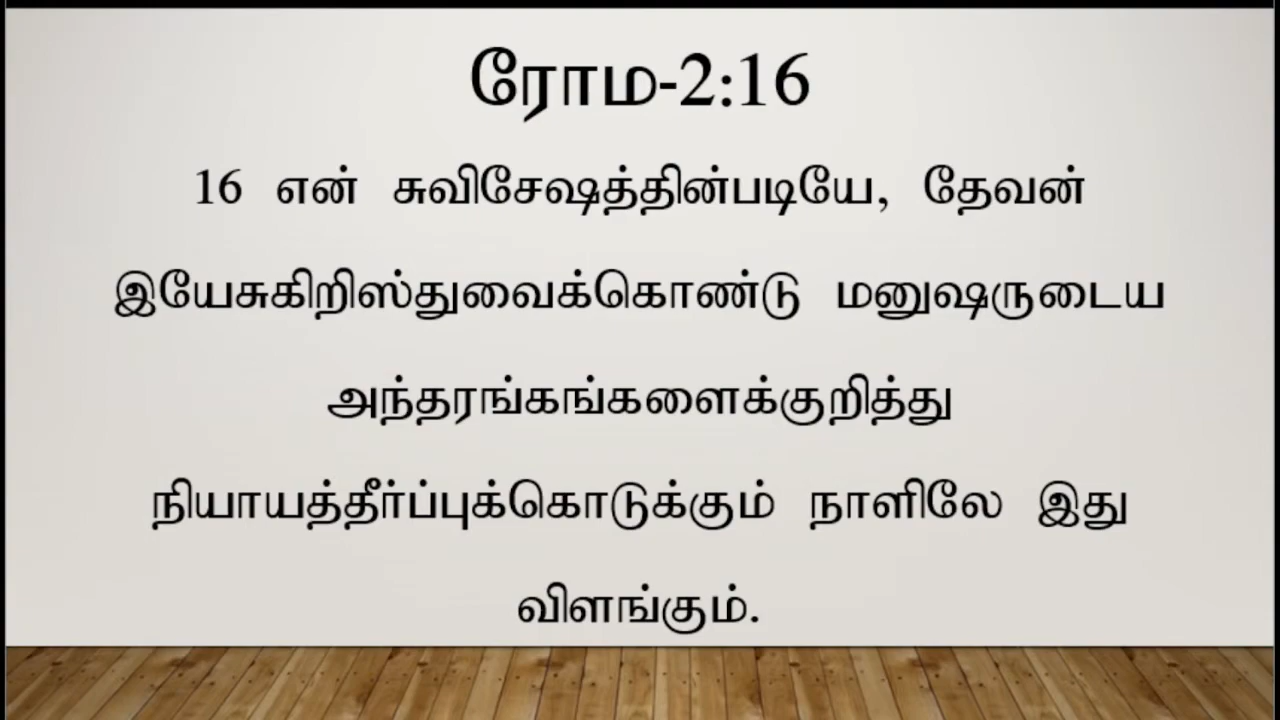 ரோம-2:16
16 என் சுவிசேஷத்தின்படியே, தேவன்
இயேசுகிறிஸ்துவைக்கொண்டு மனுஷருடைய
அந்தரங்கங்களைக்குறித்து
நியாயத்தீர்ப்புக்கொடுக்கும் நாளிலே இது
விளங்கும்.